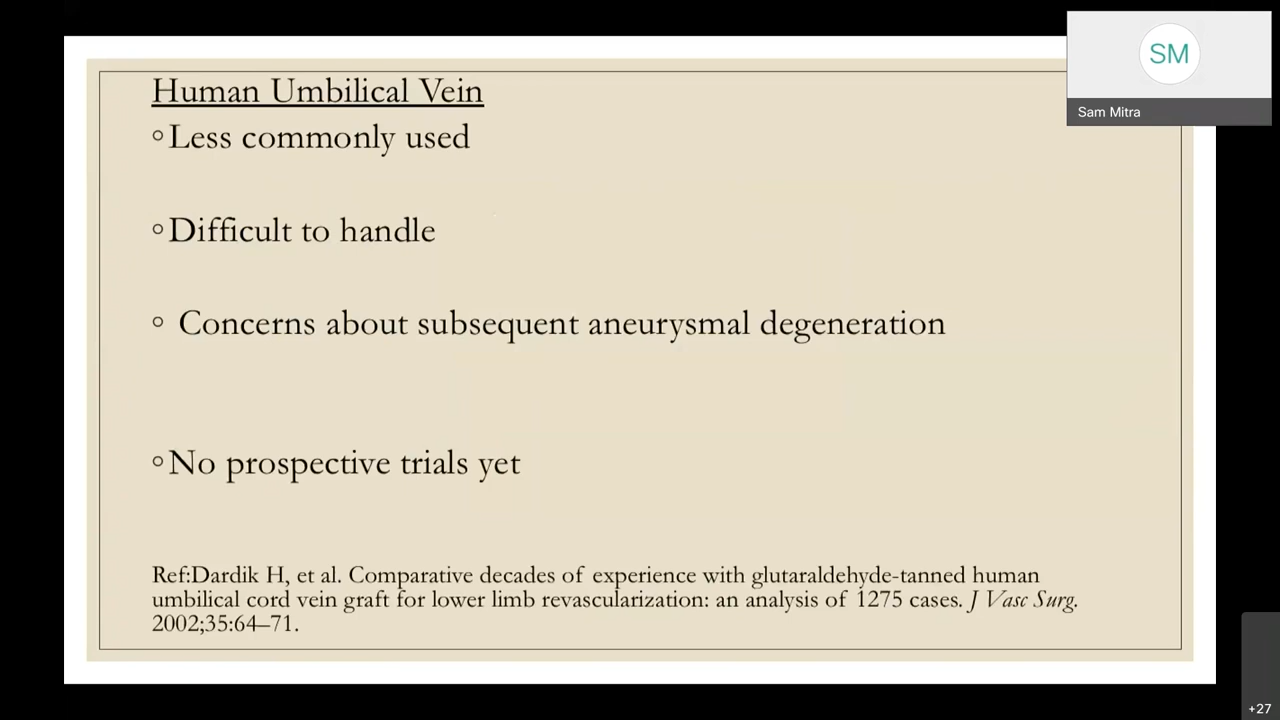 Human Umbilical Vein
◦Less commonly used
◦Difficult to handle
◦ Concerns about subsequent aneurysmal degeneration
◦No prospective trials yet
Ref:Dardik H, et al. Comparative decades of experience with glutaraldehyde-tanned human
umbilical cord vein graft for lower limb revascularization: an analysis of 1275 cases. J Vasc Surg.
2002;35:64–71.
SM
Sam Mitra
+27